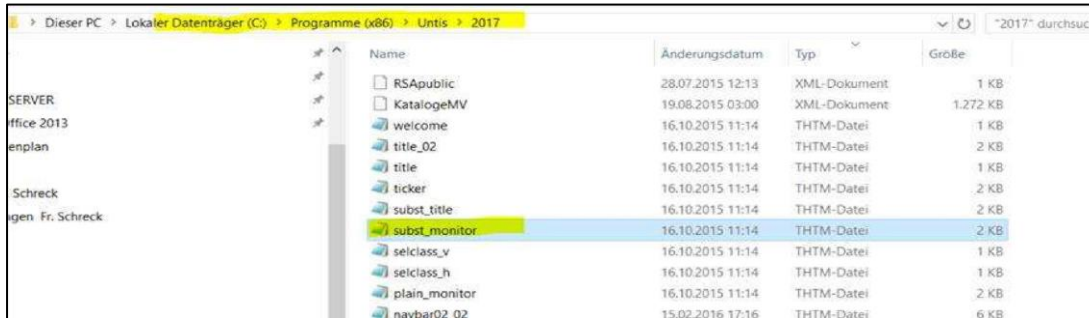 > Dieser PC > Lokaler Datenträger (C:) > Programme (x86) > Untis > 2017
"2017" durchsuc
Name Änderungsdatum Typ Größe
RSApublic 28.07.2015 12:13 XML-Dokument 1 KB
SERVER
KatalogeMV 19.08.2015 03:00 XML-Dokument 1.272 KB
ffice 2013
welcome 16.10.2015 11:14 THTM-Datei 1 KB
enplan
title_02 16.10.2015 11:14 THTM-Datei 2 KB
title 16.10.2015 11:14 THTM-Datei 1 KB
Schreck
ticker 16.10.2015 11:14 THTM-Datei 2 KB
ngen Fr. Schreck
subst_title 16.10.2015 11:14 THTM-Datei 2 KB
subst_monitor 16.10.2015 11:14 THTM-Datei 2 KB
selclass_v 16.10.2015 11:14 THTM-Datei 1 KB
selclass_h 16.10.2015 11:14 THTM-Datei 1 KB
plain_monitor 16.10.2015 11:14 THTM-Datei 2 KB
navbar02_02 15.02.2016 17:16 THTM-Datei 6 KB